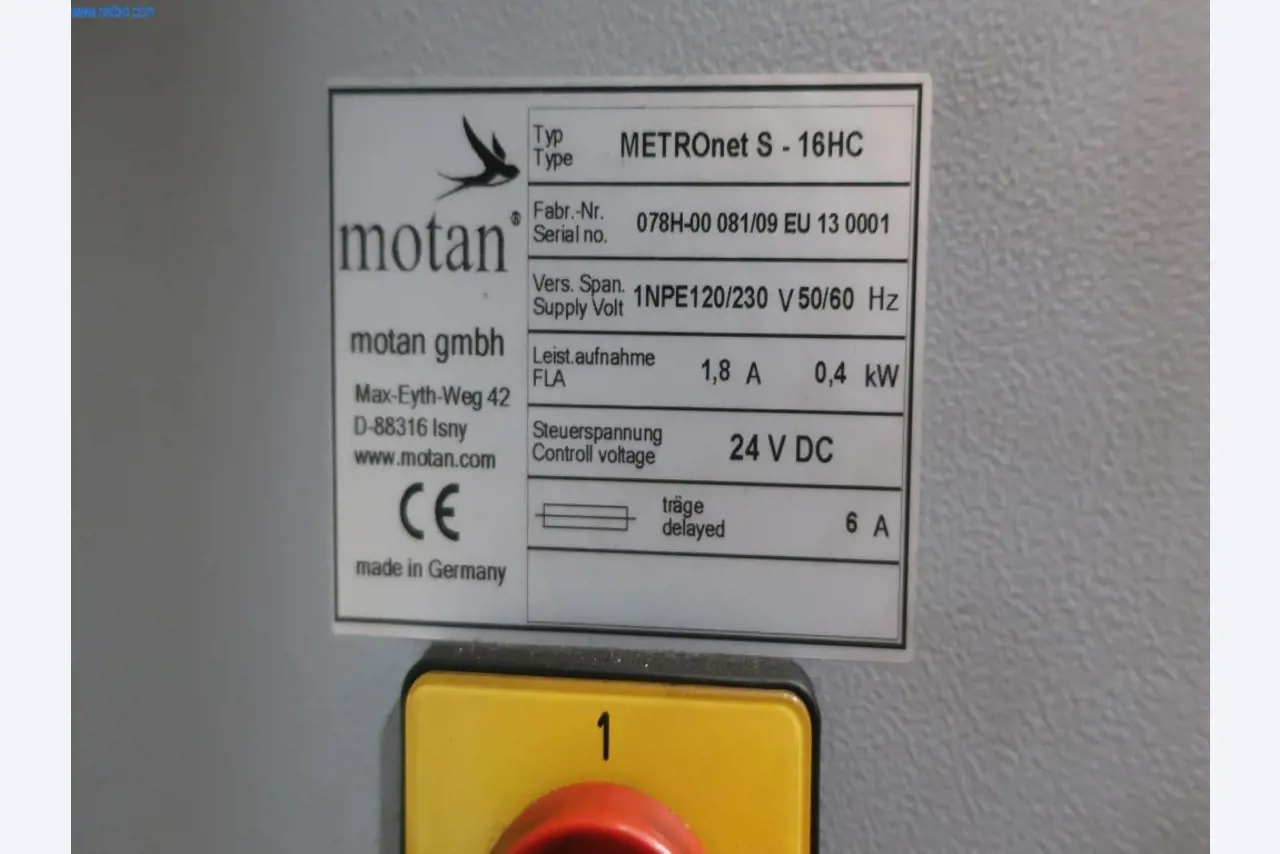 motan®
motan gmbh
Max-Eyth-Weg 42
D-88316 Isny
www.motan.com
CE
made in Germany
Typ
Type
METROnet S - 16HC
Fabr.-Nr.
Serial no.
078H-00 081/09 EU 13 0001
Vers. Span.
Supply Volt
1NPE120/230 V 50/60 Hz
Leist.aufnahme
FLA
1,8 A 0,4 kW
Steuerspannung
Controll voltage
24 V DC
träge
delayed
6 A
1